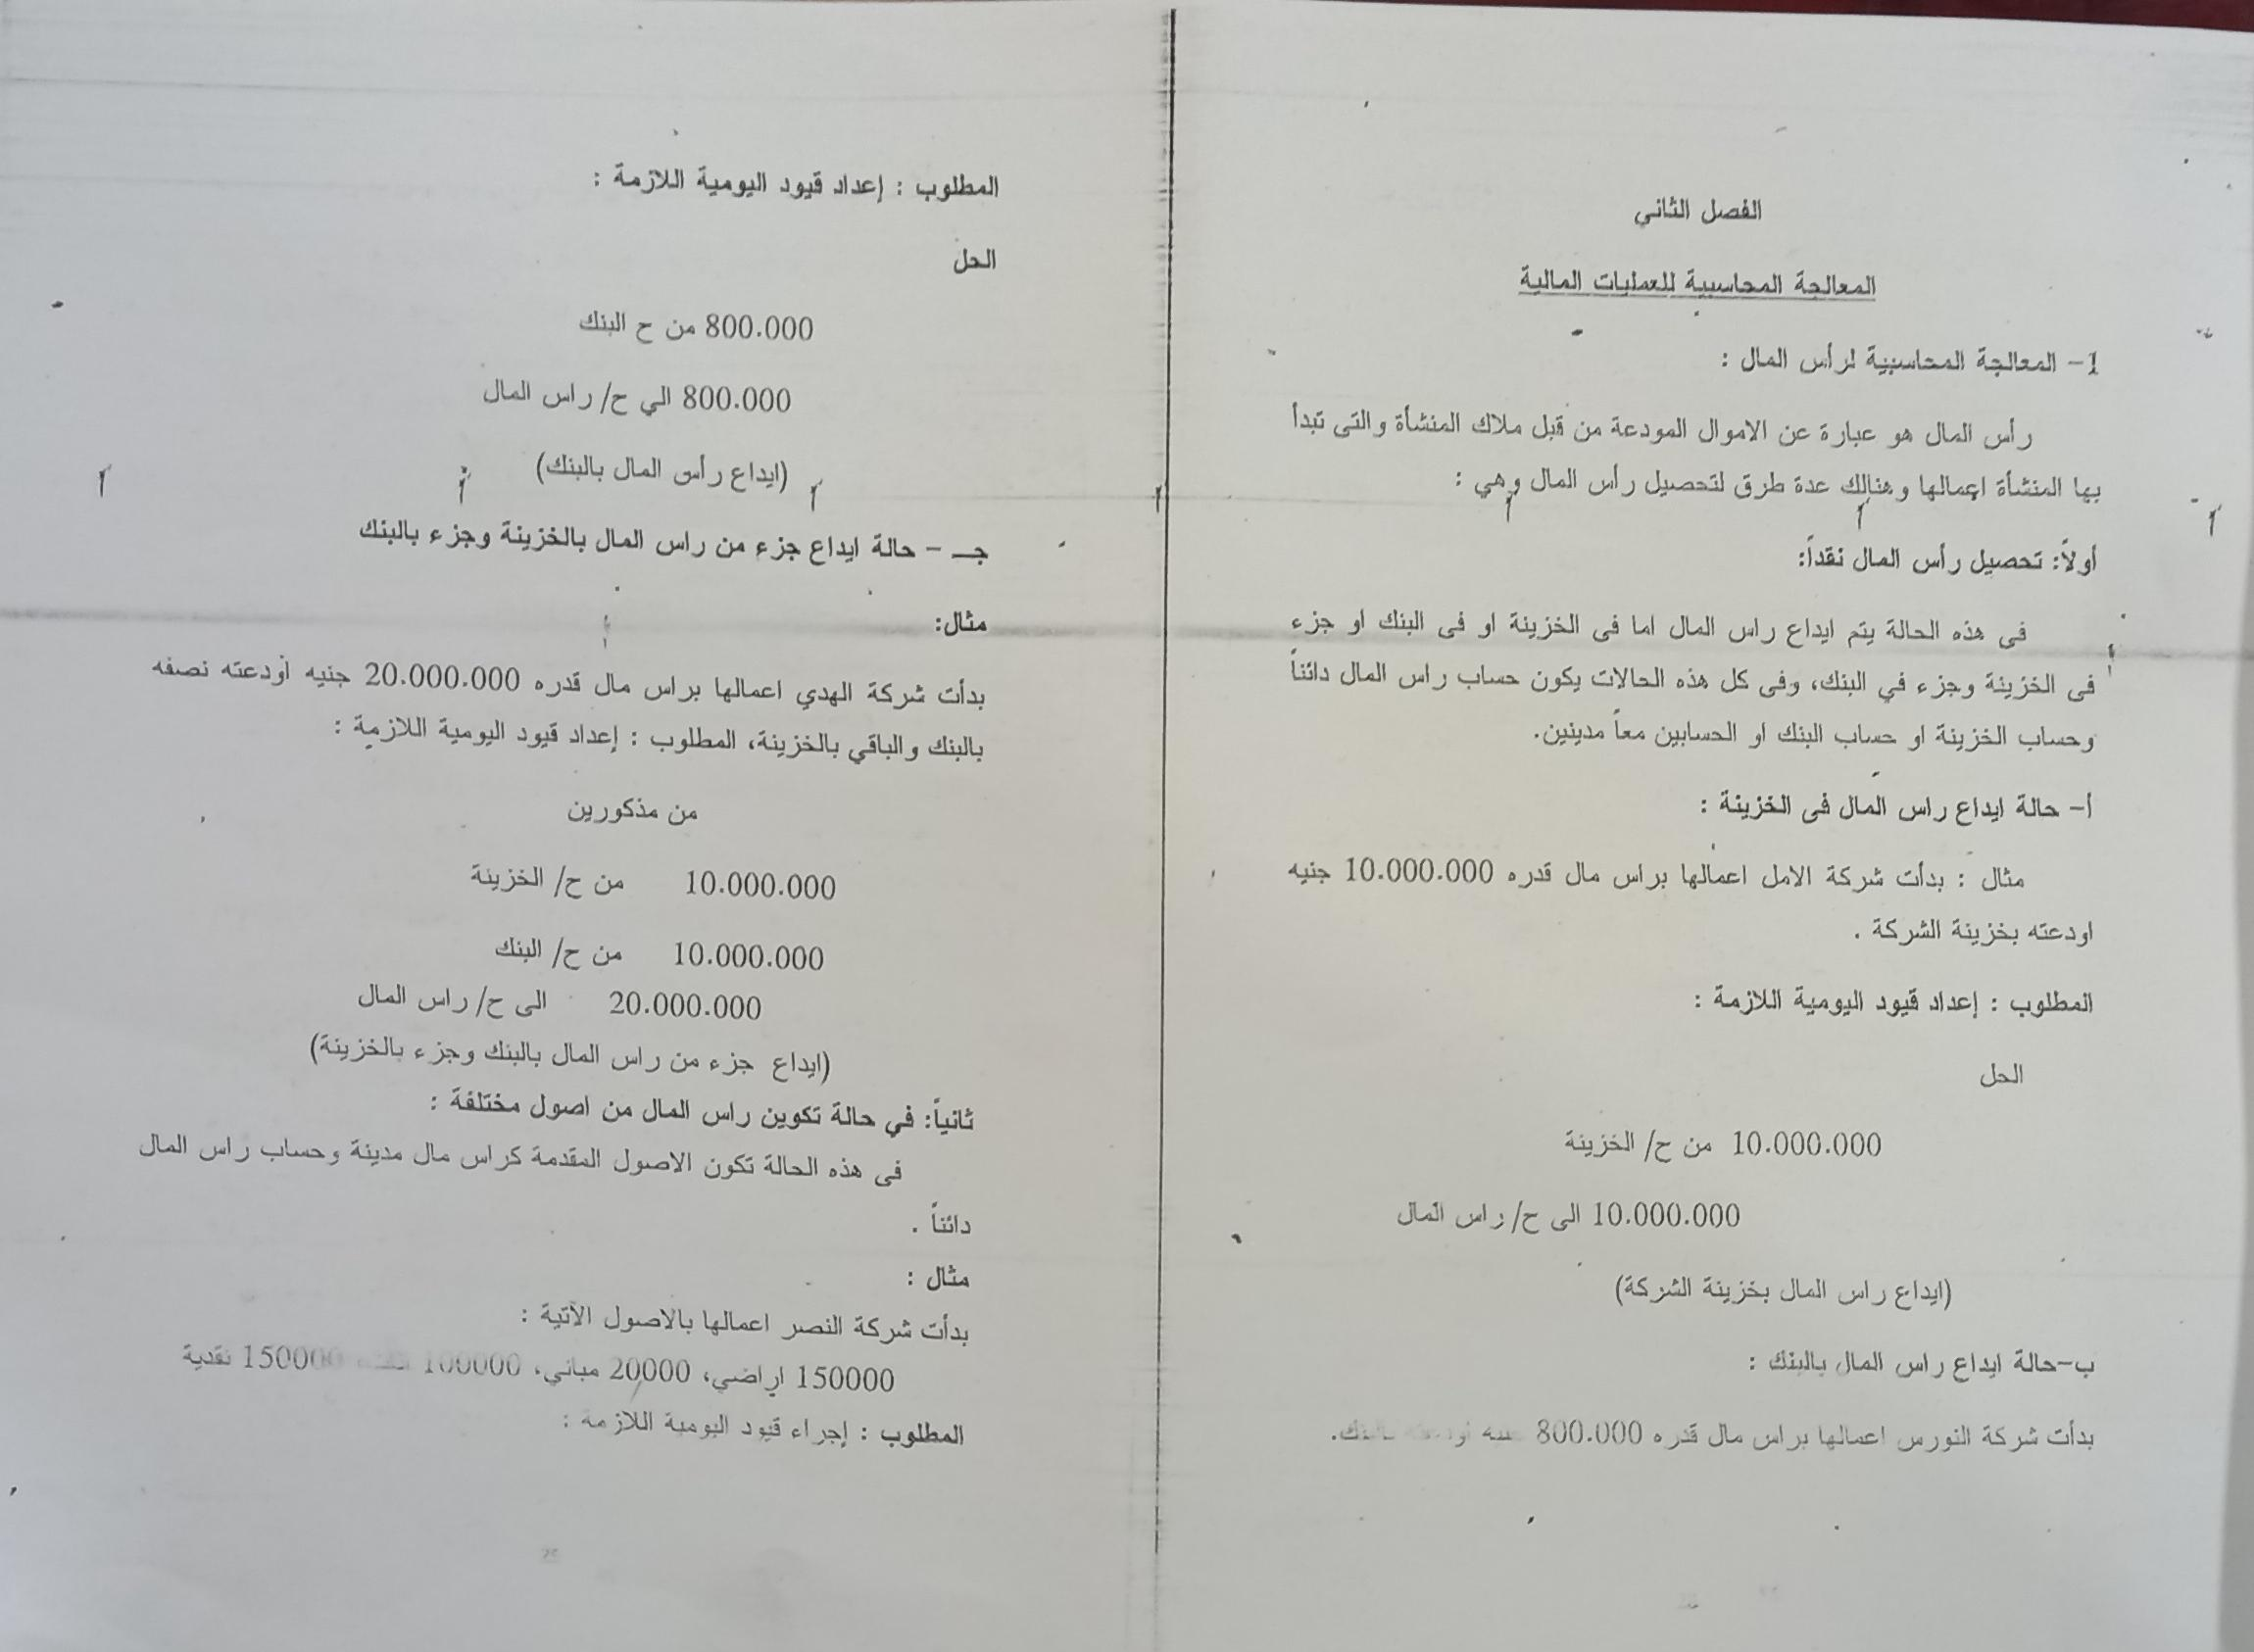 الفصل الثاني
المعالجة المحاسبية للعمليات المالية
1- المعالجة المحاسبية لرأس المال :
رأس المال هو عبارة عن الاموال المودعة من قبل ملاك المنشأة والتى تبدأ
بها المنشأة اعمالها وهنالك عدة طرق لتحصيل رأس المال وهي :
أولاً: تحصيل رأس المال نقداً:
فى هذه الحالة يتم ايداع راس المال اما فى الخزينة او فى البنك او جزء
فى الخزينة وجزء في البنك، وفى كل هذه الحالات يكون حساب راس المال دائناً
وحساب الخزينة او حساب البنك او الحسابين معاً مدينين.
أ- حالة ايداع راس المال فى الخزينة :
مثال : بدأت شركة الامل اعمالها براس مال قدره 10.000.000 جنيه
اودعته بخزينة الشركة .
المطلوب : إعداد قيود اليومية اللازمة :
الحل
10.000.000 من ح/ الخزينة
10.000.000 الى ح/ راس المال
(ايداع راس المال بخزينة الشركة)
ب-حالة ايداع راس المال بالبنك :
بدأت شركة النورس اعمالها براس مال قدره 800.000
المطلوب : إعداد قيود اليومية اللازمة :
الحل
800.000 من ح البنك
800.000 الي ح/ راس المال
(ايداع رأس المال بالبنك)
جـ - حالة ايداع جزء من راس المال بالخزينة وجزء بالبنك
مثال:
بدأت شركة الهدي اعمالها براس مال قدره 20.000.000 جنيه اودعته نصفه
بالبنك والباقي بالخزينة، المطلوب : إعداد قيود اليومية اللازمة :
من مذكورين
10.000.000 من ح/ الخزينة
10.000.000 من ح/ البنك
20.000.000 الى ح/ راس المال
(ايداع جزء من راس المال بالبنك وجزء بالخزينة)
ثانياً: في حالة تكوين راس المال من اصول مختلفة :
فى هذه الحالة تكون الاصول المقدمة كراس مال مدينة وحساب راس المال
دائناً .
مثال :
بدأت شركة النصر اعمالها بالاصول الآتية :
150000 اراضي، 20000 مباني، 100000 150000 نقدية
المطلوب : إجراء قيود اليومية اللازمة :